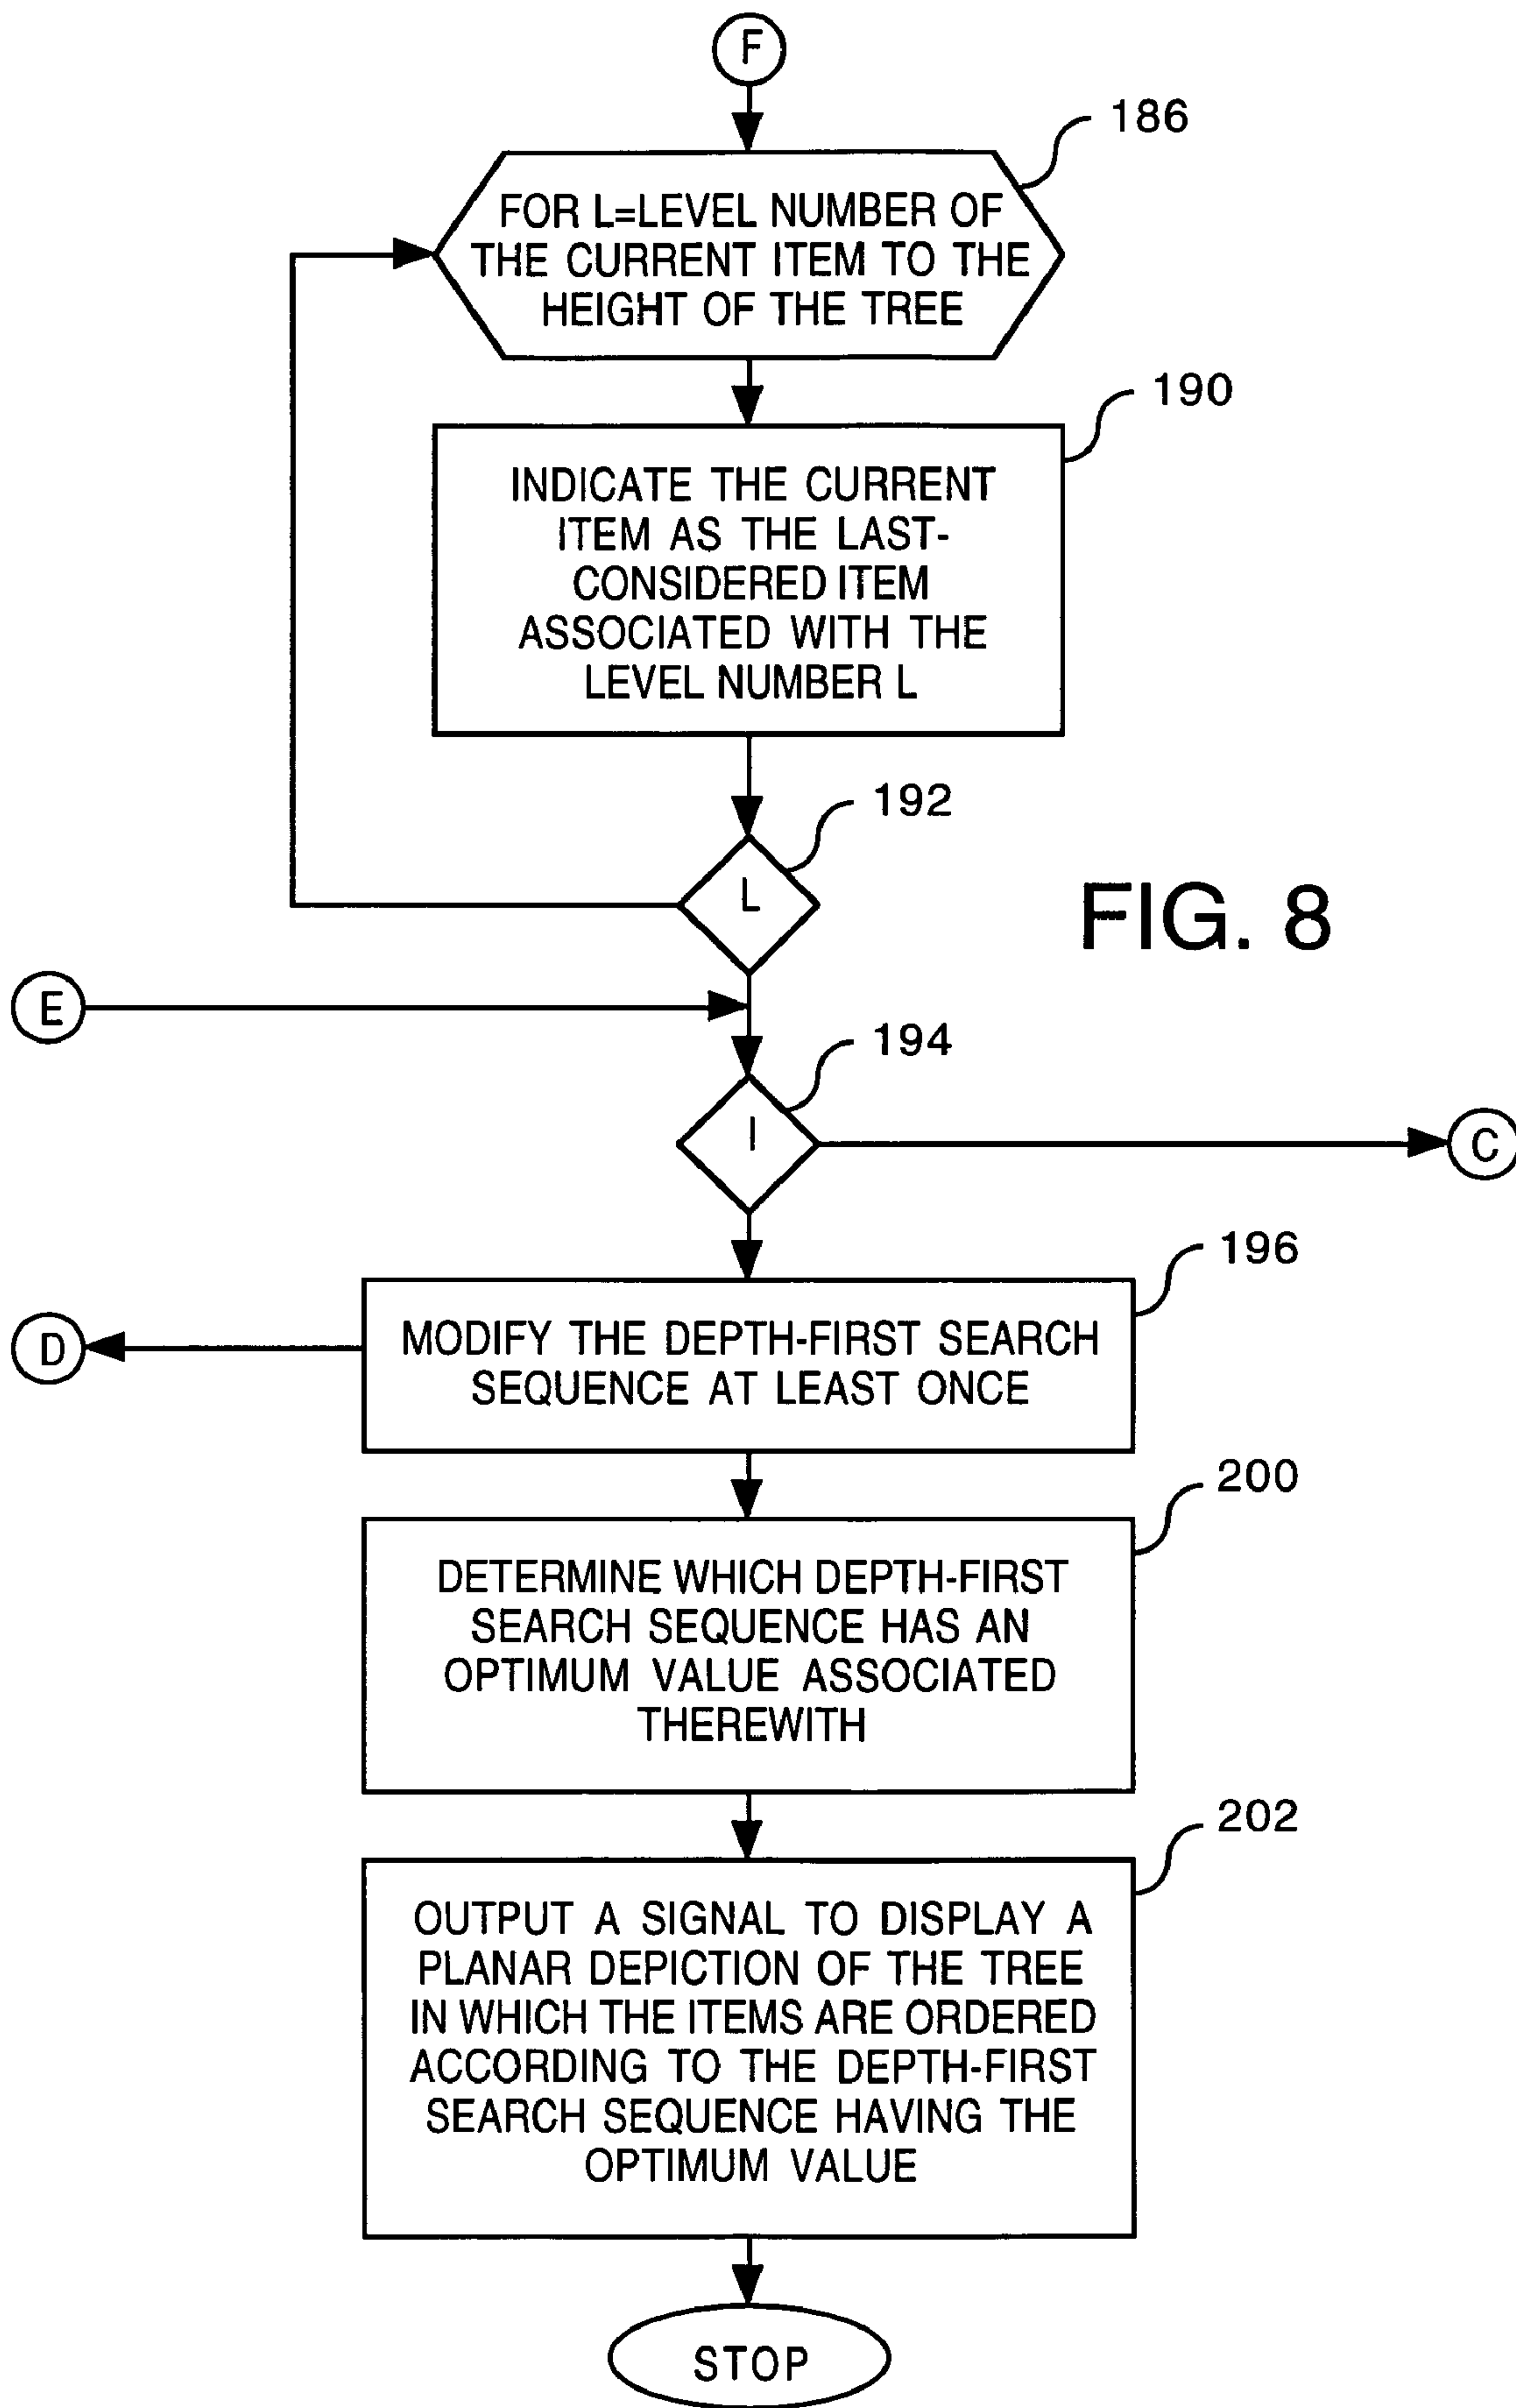 F
186
FOR L=LEVEL NUMBER OF
THE CURRENT ITEM TO THE
HEIGHT OF THE TREE
190
INDICATE THE CURRENT
ITEM AS THE LAST-
CONSIDERED ITEM
ASSOCIATED WITH THE
LEVEL NUMBER L
192
L
FIG. 8
E
194
I
C
196
D
MODIFY THE DEPTH-FIRST SEARCH
SEQUENCE AT LEAST ONCE
200
DETERMINE WHICH DEPTH-FIRST
SEARCH SEQUENCE HAS AN
OPTIMUM VALUE ASSOCIATED
THEREWITH
202
OUTPUT A SIGNAL TO DISPLAY A
PLANAR DEPICTION OF THE TREE
IN WHICH THE ITEMS ARE ORDERED
ACCORDING TO THE DEPTH-FIRST
SEARCH SEQUENCE HAVING THE
OPTIMUM VALUE
STOP